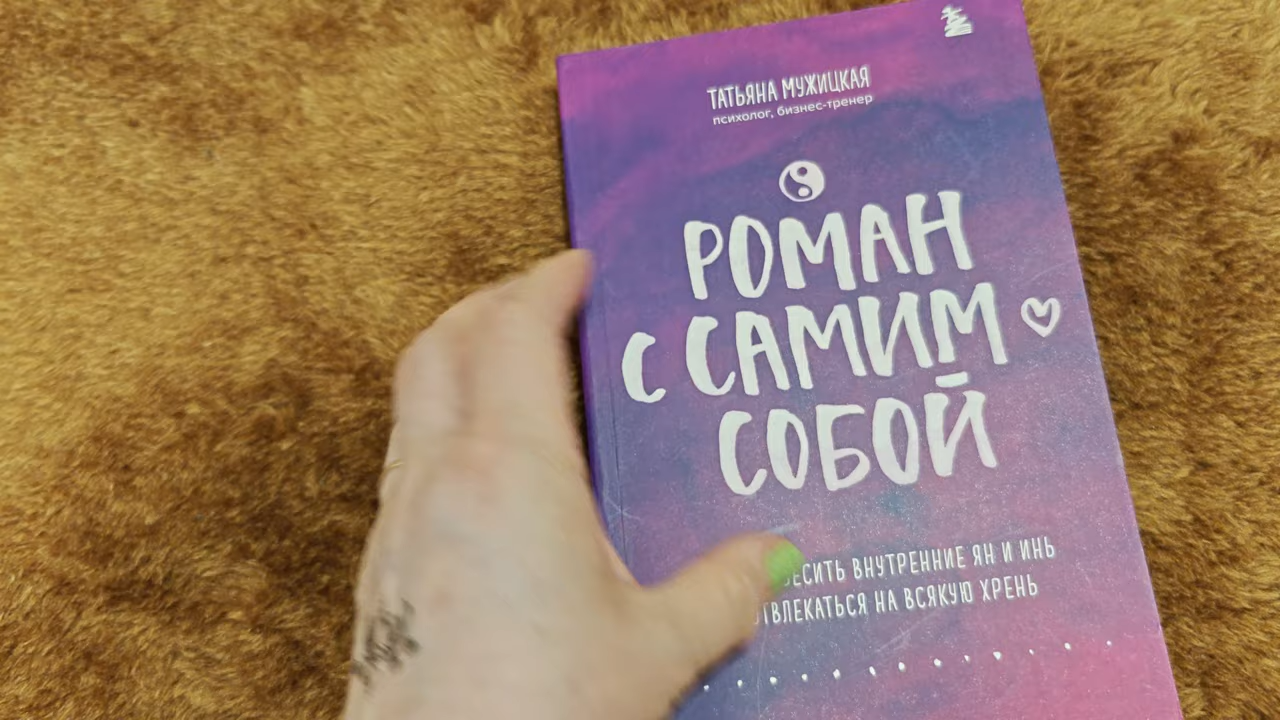 ТАТЬЯНА МУЖИЦКАЯ
психолог, бизнес-тренер
РОМАН
С САМИМ
СОБОЙ
ВНУТРЕННИЕ ЯН И ИНЬ
НА ВСЯКУЮ ХРЕНЬ